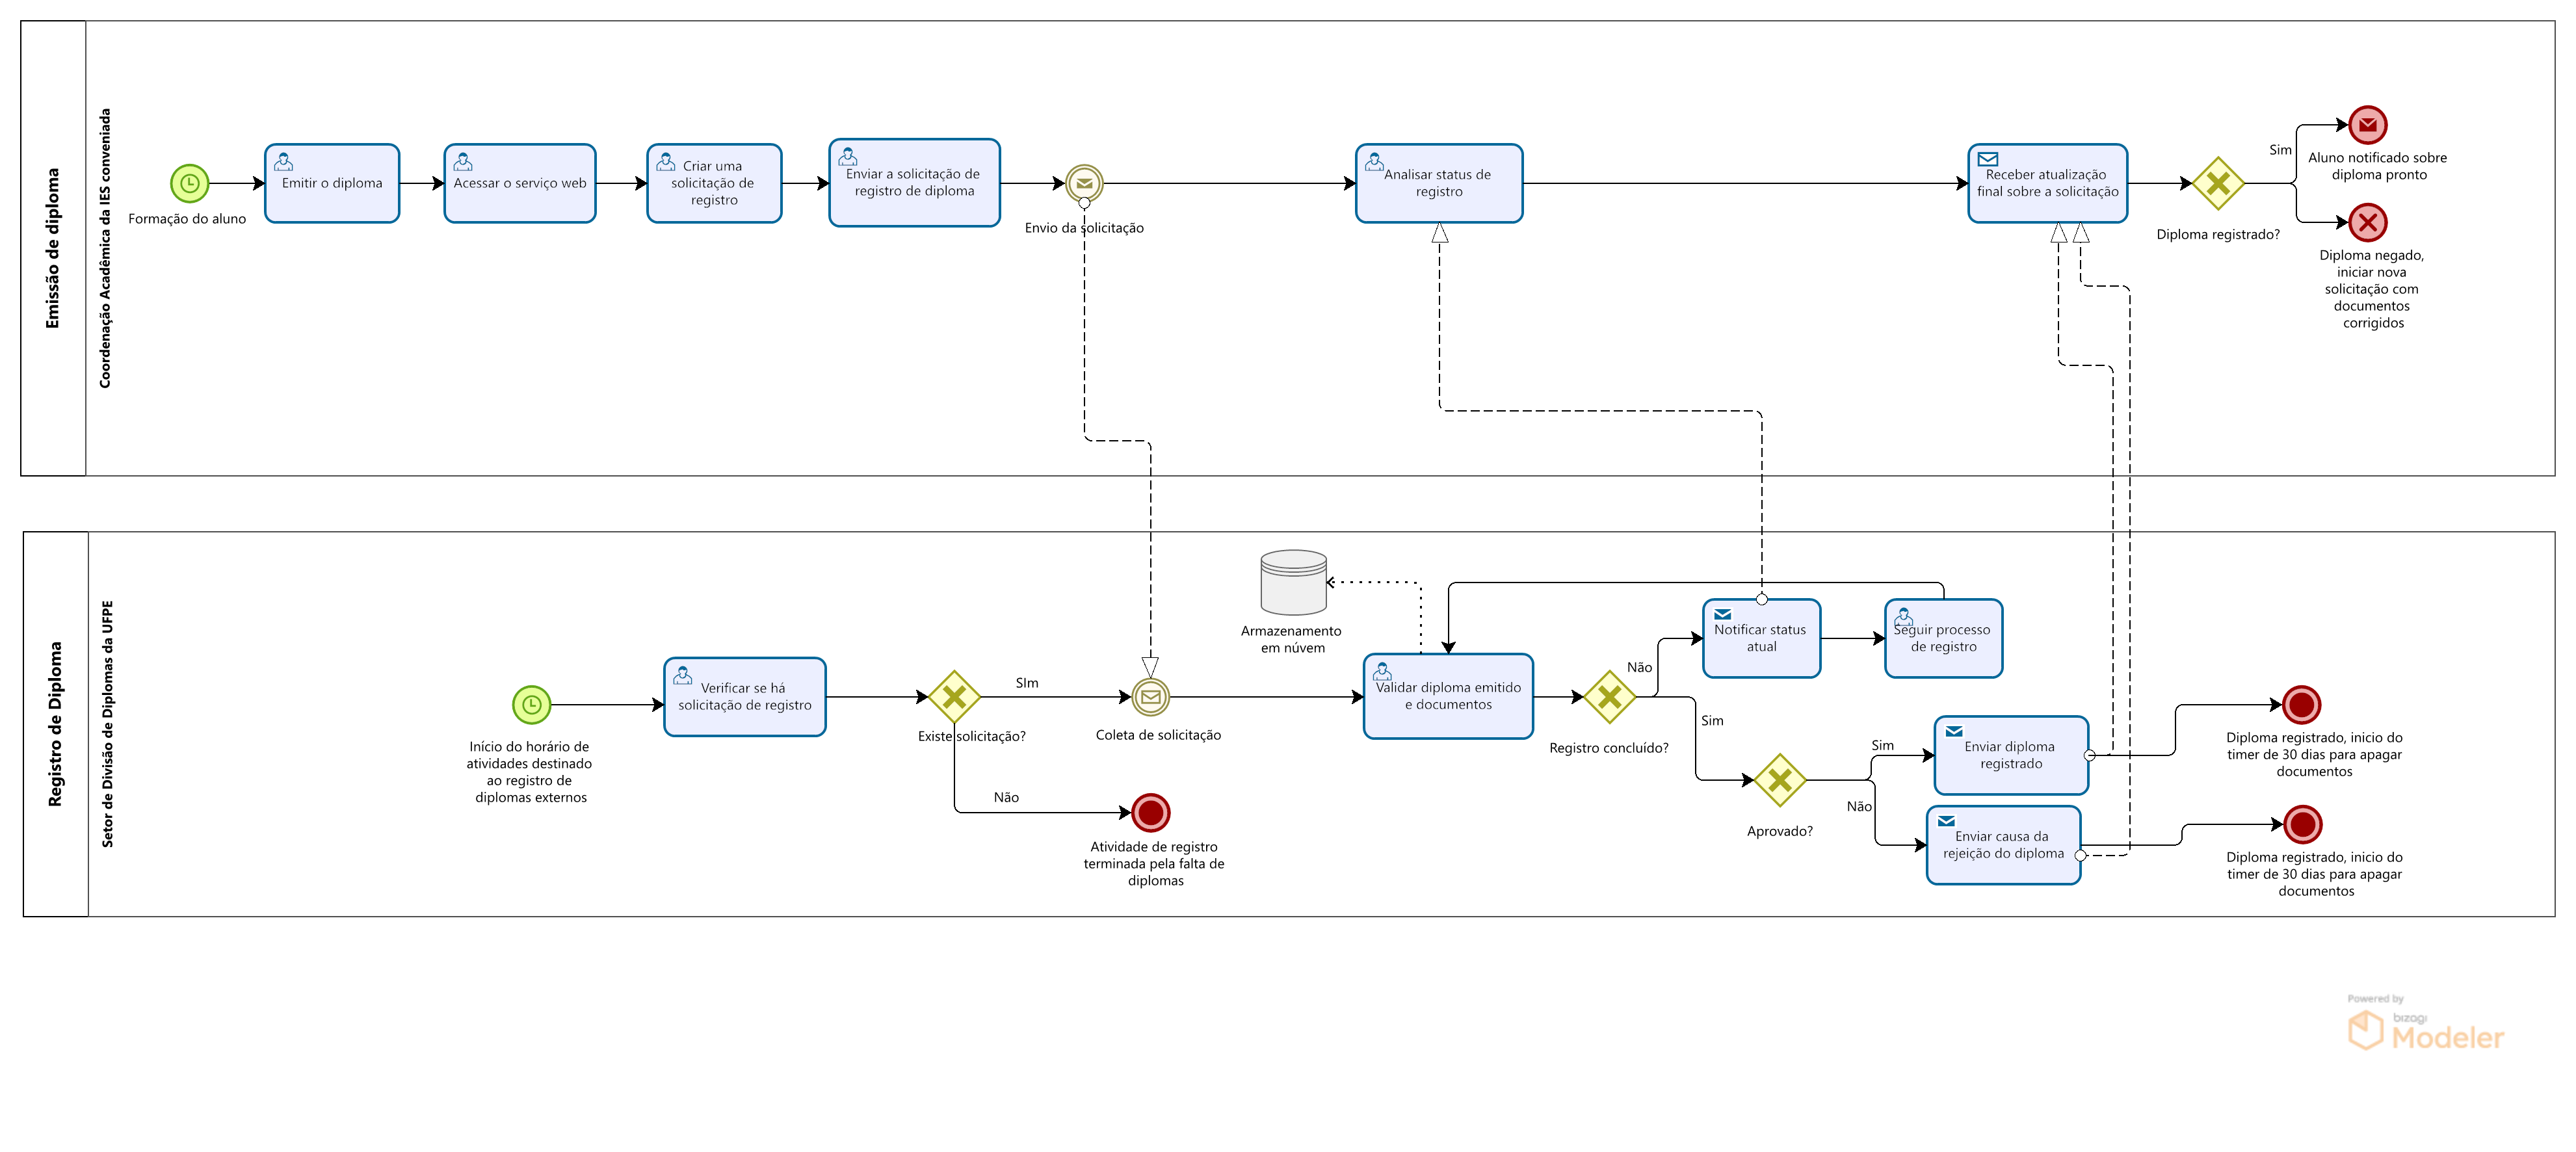 Emissão de diploma
Coordenação Acadêmica da IES conveniada
Formação do aluno
Emitir o diploma
Acessar o serviço web
Criar uma
solicitação de
registro
Enviar a solicitação de
registro de diploma
Envio da solicitação
Analisar status de
registro
Receber atualização
final sobre a solicitação
Diploma registrado?
Sim
Aluno notificado sobre
diploma pronto
Diploma negado,
iniciar nova
solicitação com
documentos
corrigidos
Registro de Diploma
Setor de Divisão de Diplomas da UFPE
Início do horário de
atividades destinado
ao registro de
diplomas externos
Verificar se há
solicitação de registro
Existe solicitação?
SIm
Não
Coleta de solicitação
Atividade de registro
terminada pela falta de
diplomas
Armazenamento
em núvem
Validar diploma emitido
e documentos
Registro concluído?
Não
Notificar status
atual
Seguir processo
de registro
Sim
Aprovado?
Sim
Enviar diploma
registrado
Não
Enviar causa da
rejeição do diploma
Diploma registrado, inicio do
timer de 30 dias para apagar
documentos
Diploma registrado, inicio do
timer de 30 dias para apagar
documentos
Powered by
bizagi
Modeler